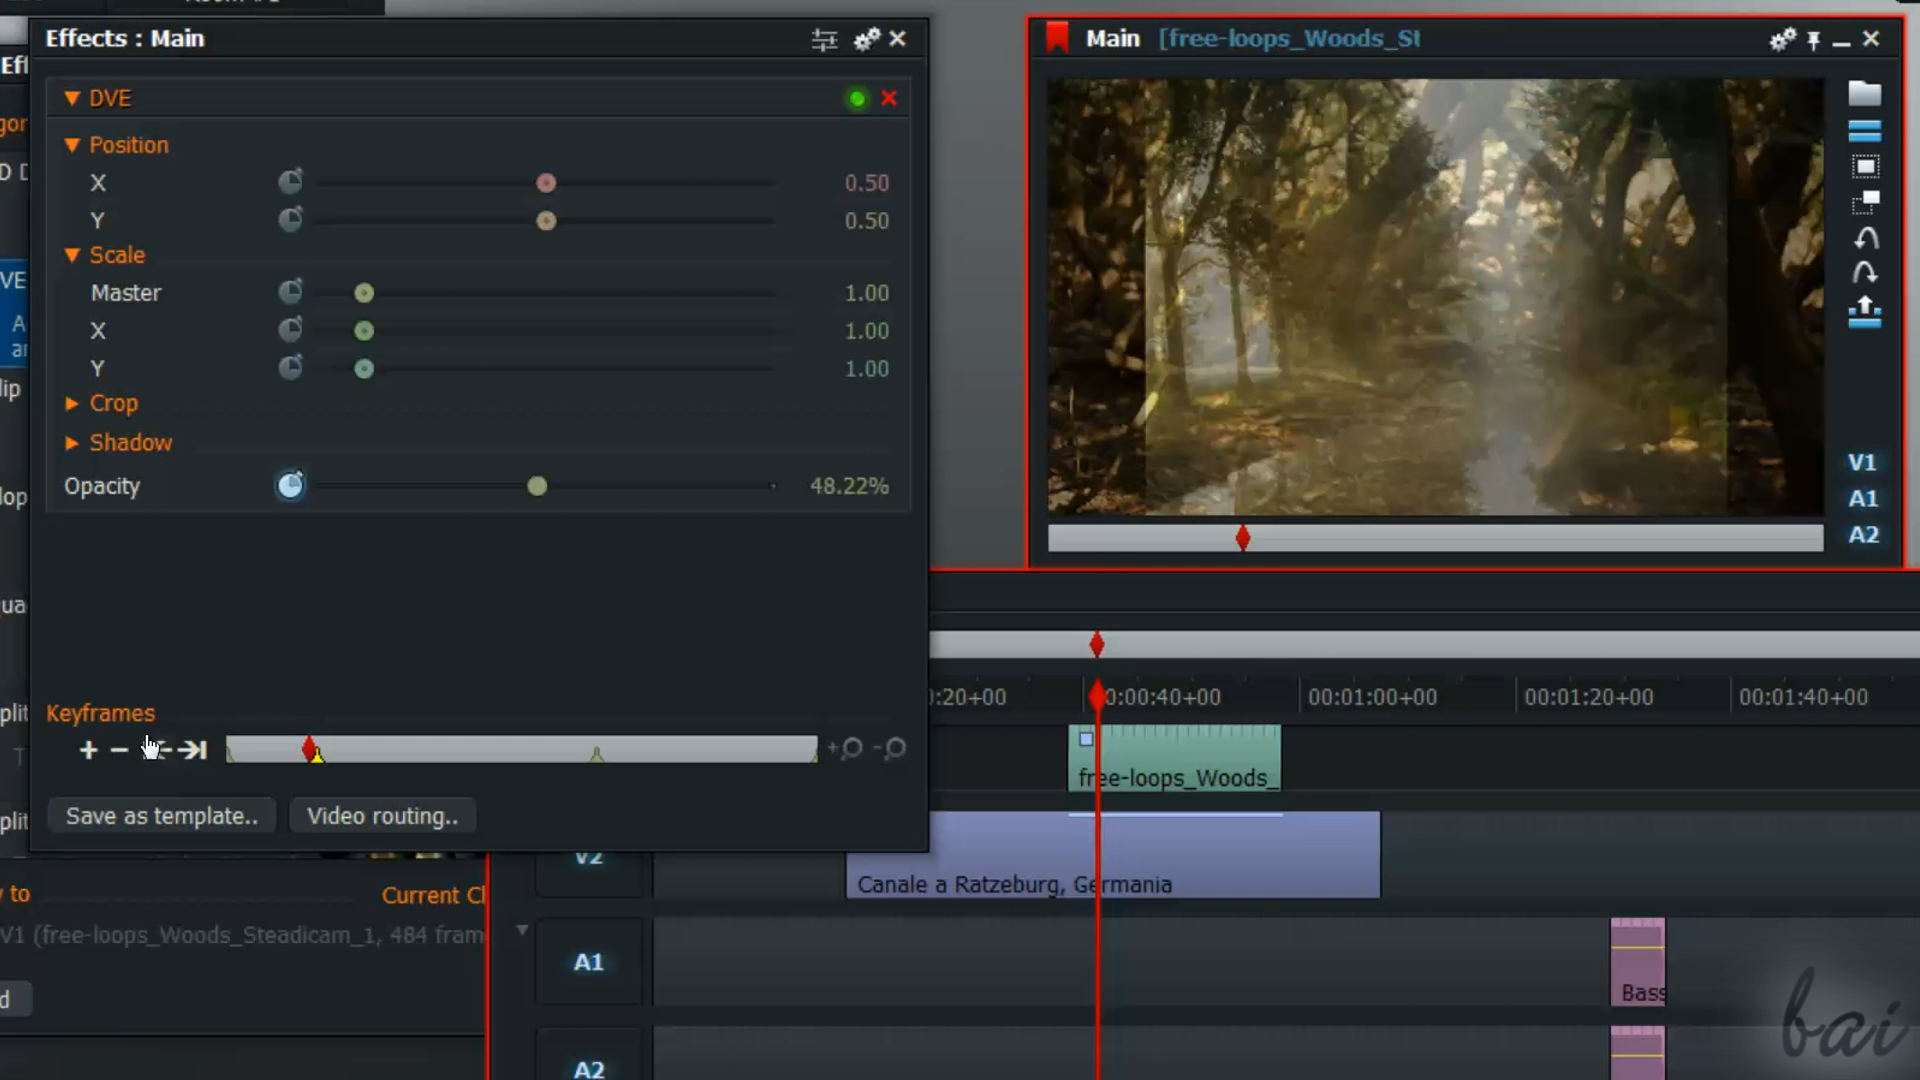 Effects : Main
DVE
Position
X
0.50
Y
0.50
Scale
Master
1.00
X
1.00
Y
1.00
Crop
Shadow
Opacity
48.22%
Keyframes
Save as template..
Video routing..
Main [free-loops_Woods_St
V1
A1
A2
:20+00
0:00:40+00
00:01:00+00
00:01:20+00
00:01:40+00
free-loops_Woods_
V2
Canale a Ratzeburg, Germania
Current Cl
V1 (free-loops_Woods_Steadicam_1, 484 fram
A1
Bass
A2
bai